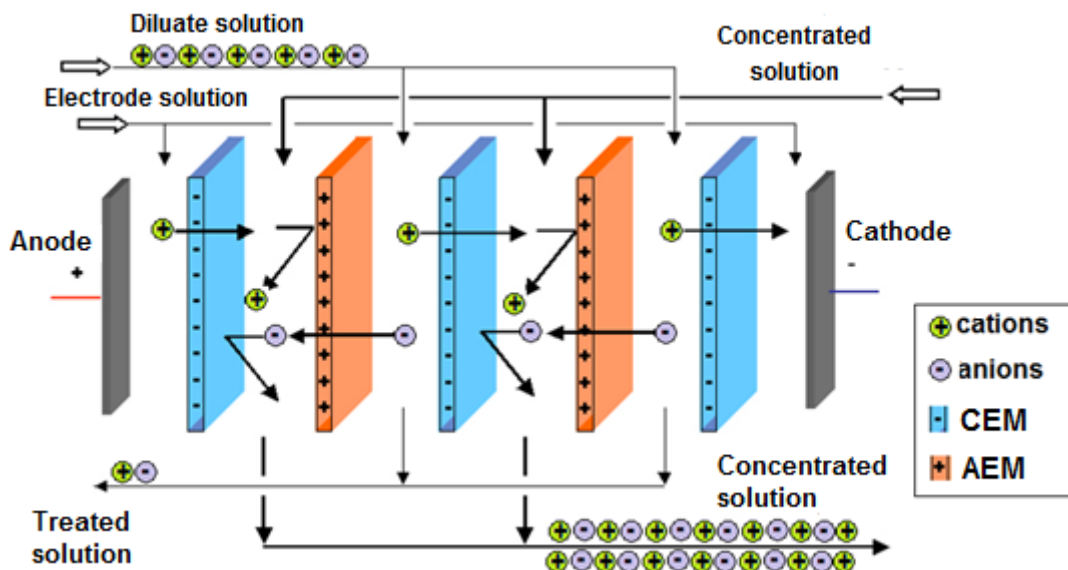 Diluate solution
Concentrated
solution
Electrode solution
Anode
+
Cathode
-
cations
anions
CEM
AEM
Treated
solution
Concentrated
solution